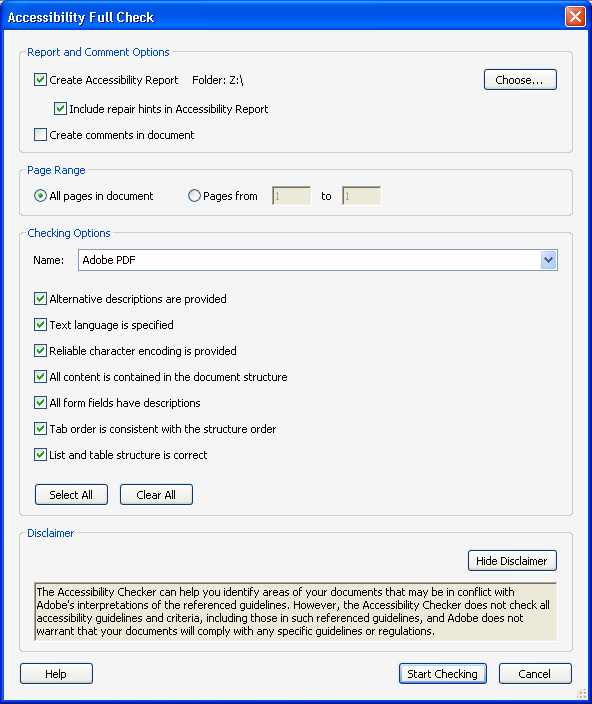 Accessibility Full Check
Report and Comment Options
Create Accessibility Report Folder: Z:\ Choose...
Include repair hints in Accessibility Report
Create comments in document
Page Range
All pages in document Pages from 1 to 1
Checking Options
Name: Adobe PDF
Alternative descriptions are provided
Text language is specified
Reliable character encoding is provided
All content is contained in the document structure
All form fields have descriptions
Tab order is consistent with the structure order
List and table structure is correct
Select All Clear All
Disclaimer
Hide Disclaimer
The Accessibility Checker can help you identify areas of your documents that may be in conflict with
Adobe's interpretations of the referenced guidelines. However, the Accessibility Checker does not check all
accessibility guidelines and criteria, including those in such referenced guidelines, and Adobe does not
warrant that your documents will comply with any specific guidelines or regulations.
Help Start Checking Cancel